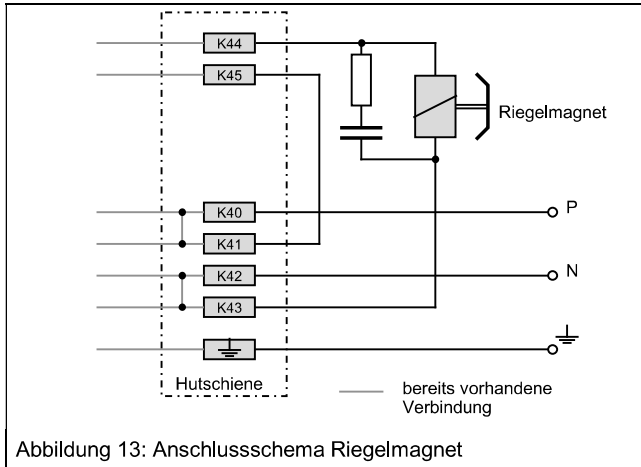 K44
K45
Riegelmagnet
K40
P
K41
K42
N
K43
Hutschiene
bereits vorhandene
Verbindung
Abbildung 13: Anschlussschema Riegelmagnet